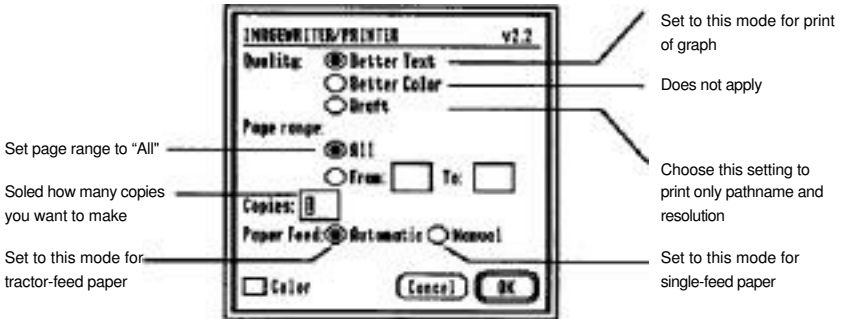 Set to this mode for print
of graph
Does not apply
Choose this setting to
print only pathname and
resolution
Set to this mode for
single-feed paper
Set page range to “All"
Soled how many copies
you want to make
Set to this mode for
tractor-feed paper
IMAGEWRITER/PRINTER v2.2
Quality: Better Text
Better Color
Draft
Page range:
All
From: To:
Copies:
Paper Feed: Automatic Manual
Color Cancel OK